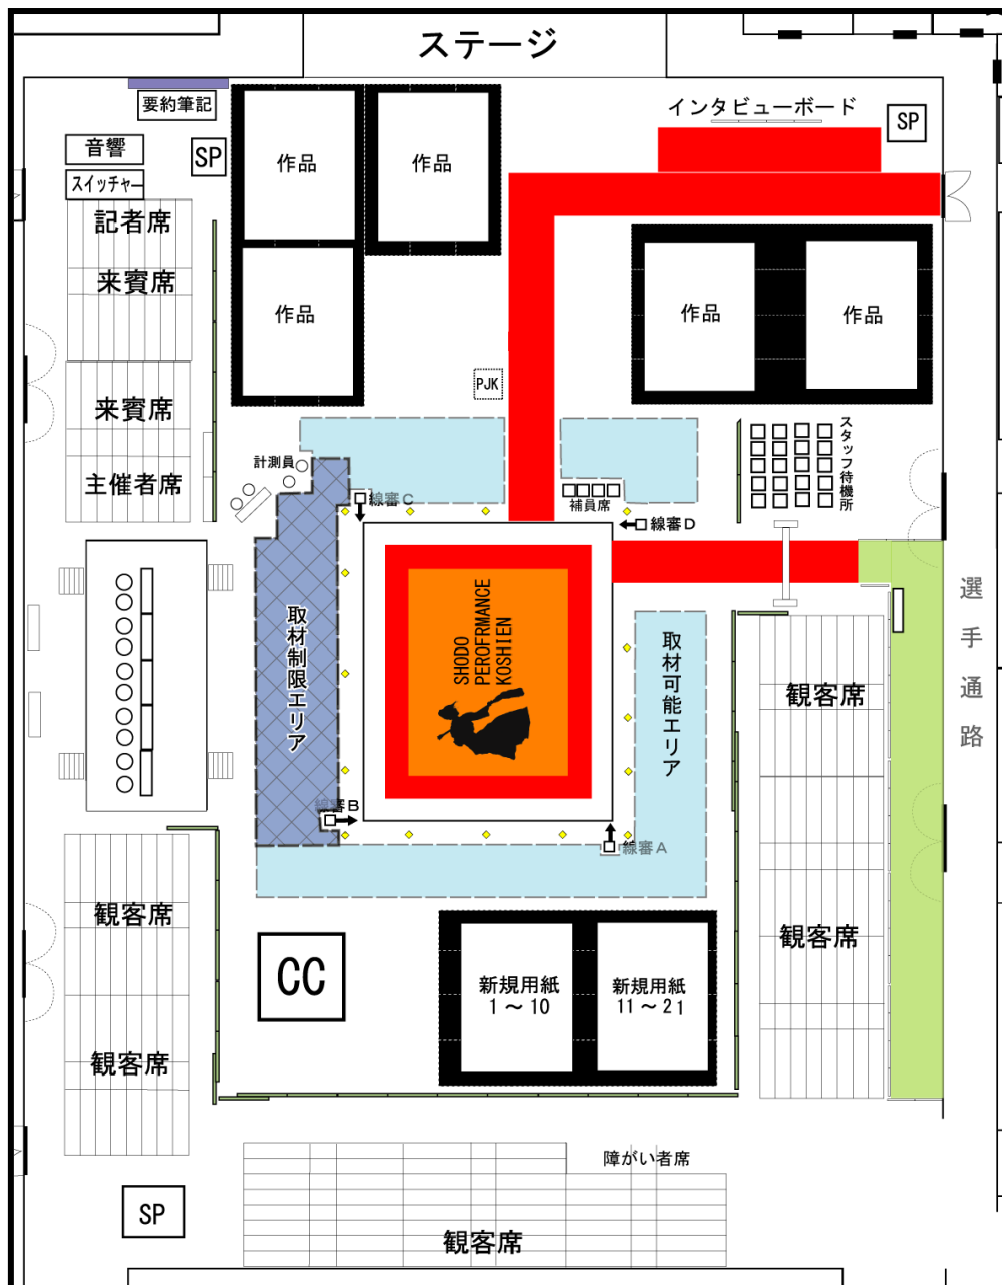 ステージ
要約筆記
インタビューボード
SP
音響
SP
スイッチャー
作品
作品
記者席
来賓席
作品
作品
作品
PJK
来賓席
主催者席
計測員
線審C
補員席
線審D
スタッフ待機所
取材制限エリア
SHODO
PEROFRMANCE
KOSHIEN
取材可能エリア
観客席
選手通路
線審B
線審A
観客席
観客席
観客席
CC
新規用紙
1～10
新規用紙
11～21
障がい者席
SP
観客席